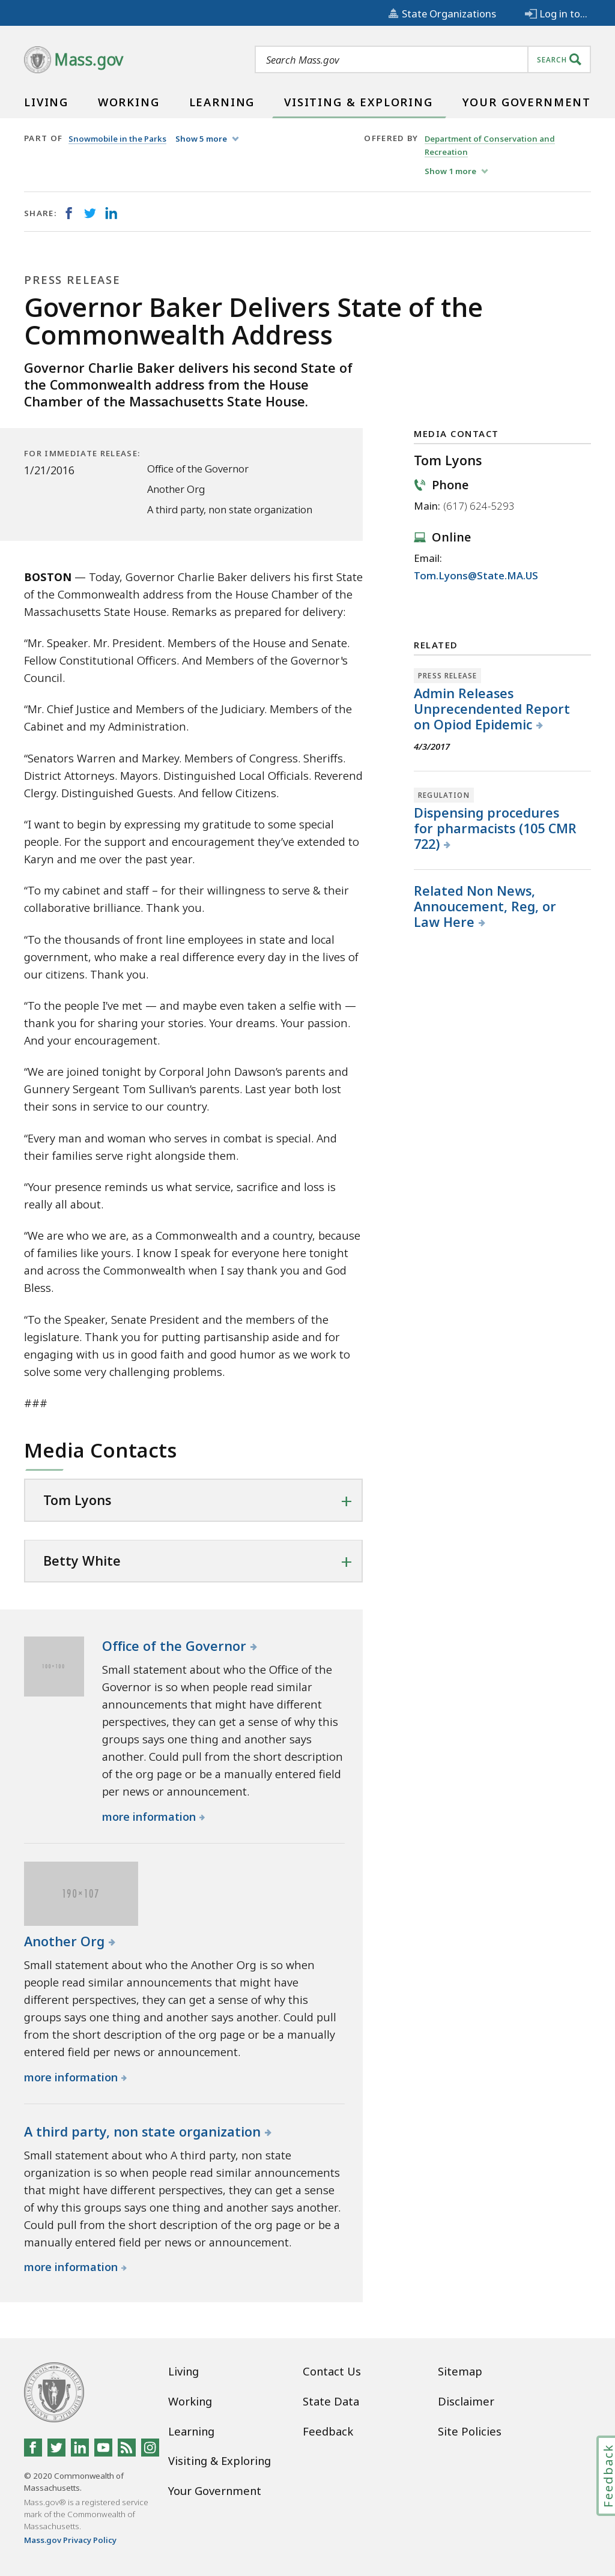 State Organizations
Log in to...
Mass.gov
Search Mass.gov
SEARCH
LIVING
WORKING
LEARNING
VISITING & EXPLORING
YOUR GOVERNMENT
PART OF
Snowmobile in the Parks
Show 5 more
OFFERED BY
Department of Conservation and
Recreation
Show 1 more
SHARE:
PRESS RELEASE
Governor Baker Delivers State of the
Commonwealth Address
Governor Charlie Baker delivers his second State of
the Commonwealth address from the House
Chamber of the Massachusetts State House.
FOR IMMEDIATE RELEASE:
1/21/2016
Office of the Governor
Another Org
A third party, non state organization
BOSTON — Today, Governor Charlie Baker delivers his first State
of the Commonwealth address from the House Chamber of the
Massachusetts State House. Remarks as prepared for delivery:
“Mr. Speaker. Mr. President. Members of the House and Senate.
Fellow Constitutional Officers. And Members of the Governor's
Council.
“Mr. Chief Justice and Members of the Judiciary. Members of the
Cabinet and my Administration.
“Senators Warren and Markey. Members of Congress. Sheriffs.
District Attorneys. Mayors. Distinguished Local Officials. Reverend
Clergy. Distinguished Guests. And fellow Citizens.
“I want to begin by expressing my gratitude to some special
people. For the support and encouragement they've extended to
Karyn and me over the past year.
“To my cabinet and staff – for their willingness to serve & their
collaborative brilliance. Thank you.
“To the thousands of front line employees in state and local
government, who make a real difference every day in the lives of
our citizens. Thank you.
“To the people I've met — and maybe even taken a selfie with —
thank you for sharing your stories. Your dreams. Your passion.
And your encouragement.
“We are joined tonight by Corporal John Dawson's parents and
Gunnery Sergeant Tom Sullivan's parents. Last year both lost
their sons in service to our country.
“Every man and woman who serves in combat is special. And
their families serve right alongside them.
“Your presence reminds us what service, sacrifice and loss is
really all about.
“We are who we are, as a Commonwealth and a country, because
of families like yours. I know I speak for everyone here tonight
and across the Commonwealth when I say thank you and God
Bless.
“To the Speaker, Senate President and the members of the
legislature. Thank you for putting partisanship aside and for
engaging with us in good faith and good humor as we work to
solve some very challenging problems.
###
Media Contacts
Tom Lyons
Betty White
MEDIA CONTACT
Tom Lyons
Phone
Main: (617) 624-5293
Online
Email:
Tom.Lyons@State.MA.US
RELATED
PRESS RELEASE
Admin Releases
Unprecendented Report
on Opiod Epidemic
4/3/2017
REGULATION
Dispensing procedures
for pharmacists (105 CMR
722)
Related Non News,
Annoucement, Reg, or
Law Here
Office of the Governor
Small statement about who the Office of the
Governor is so when people read similar
announcements that might have different
perspectives, they can get a sense of why this
groups says one thing and another says
another. Could pull from the short description
of the org page or be a manually entered field
per news or announcement.
more information
190×107
Another Org
Small statement about who the Another Org is so when
people read similar announcements that might have
different perspectives, they can get a sense of why this
groups says one thing and another says another. Could pull
from the short description of the org page or be a manually
entered field per news or announcement.
more information
A third party, non state organization
Small statement about who A third party, non state
organization is so when people read similar announcements
that might have different perspectives, they can get a sense
of why this groups says one thing and another says another.
Could pull from the short description of the org page or be a
manually entered field per news or announcement.
more information
Living
Working
Learning
Visiting & Exploring
Your Government
Contact Us
State Data
Feedback
Sitemap
Disclaimer
Site Policies
© 2020 Commonwealth of
Massachusetts.
Mass.gov® is a registered service
mark of the Commonwealth of
Massachusetts.
Mass.gov Privacy Policy
Feedback